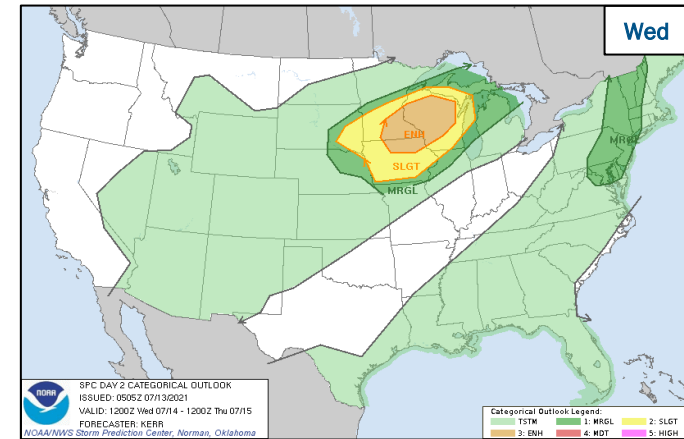 Wed
ENH
SLGT
MRGL
MRGL
NOAA
SPC DAY 2 CATEGORICAL OUTLOOK
ISSUED: 0505Z 07/13/2021
VALID: 1200Z Wed 07/14 - 1200Z Thu 07/15
FORECASTER: KERR
NOAA/NWS Storm Prediction Center, Norman, Oklahoma
Categorical Outlook Legend:
TSTM 1: MRGL 2: SLGT
3: ENH 4: MDT 5: HIGH